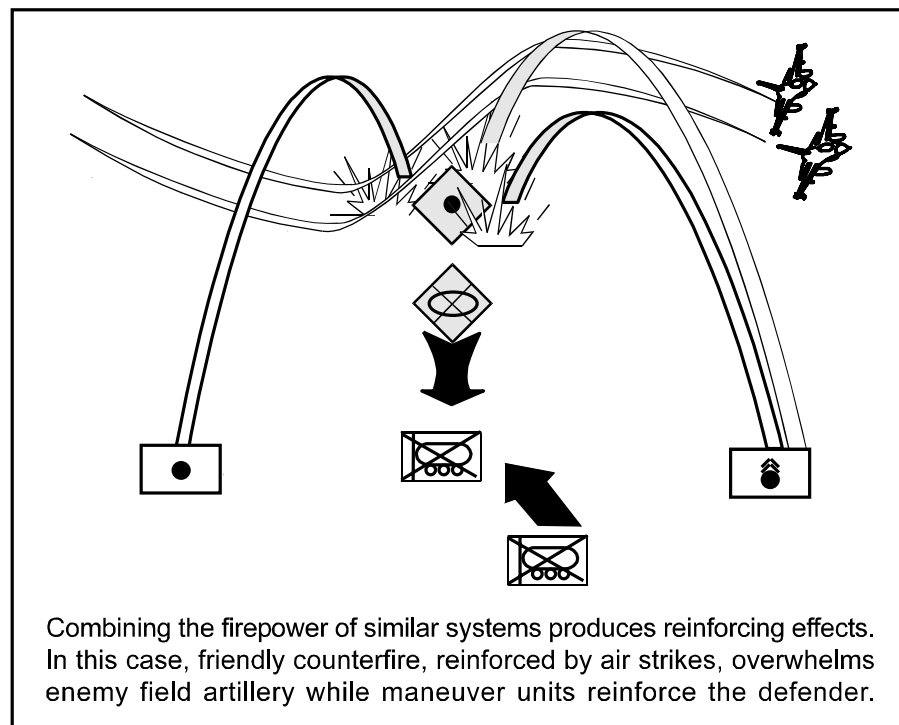 Combining the firepower of similar systems produces reinforcing effects.
In this case, friendly counterfire, reinforced by air strikes, overwhelms
enemy field artillery while maneuver units reinforce the defender.